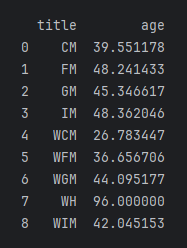 title age
0 CM 39.551178
1 FM 48.241433
2 GM 45.346617
3 IM 48.362046
4 WCM 26.783447
5 WFM 36.656706
6 WGM 44.095177
7 WH 96.000000
8 WIM 42.045153